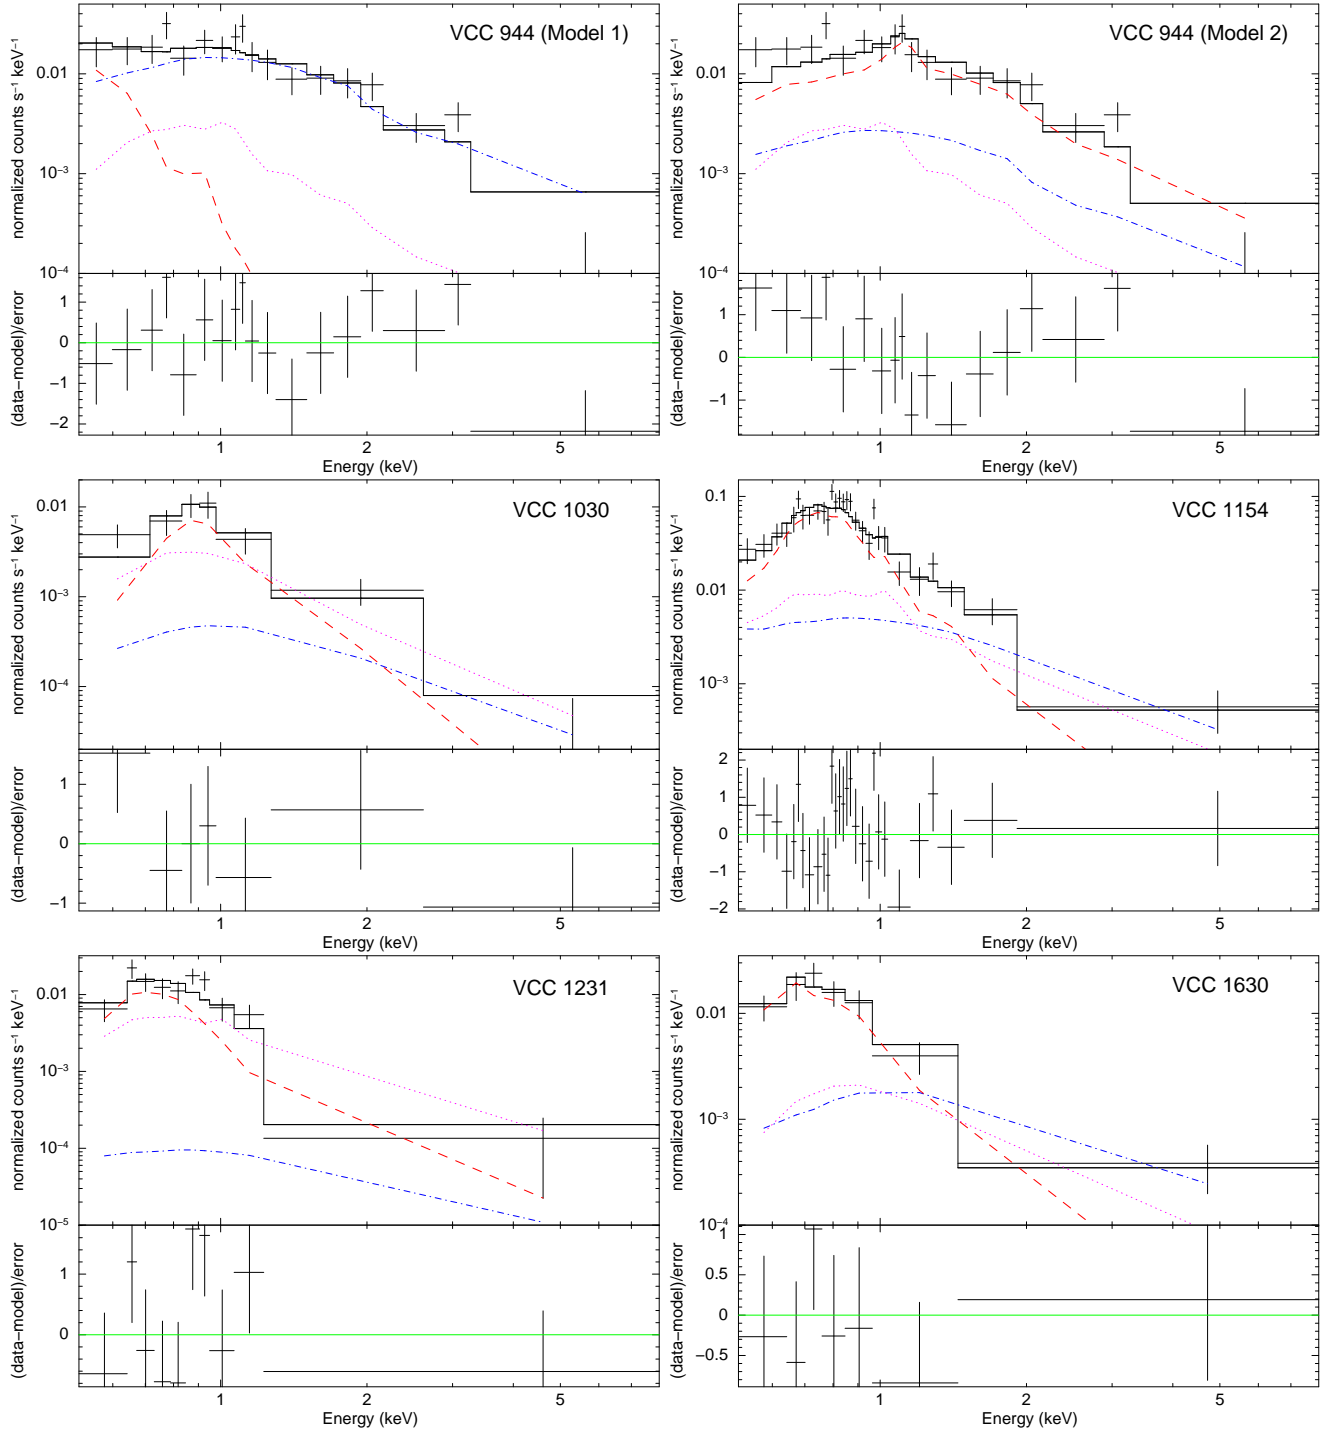 VCC 944 (Model 1)
normalized counts s⁻¹ keV⁻¹
0.01
10⁻³
10⁻⁴
(data−model)/error
1
0
−1
−2
1
2
5
Energy (keV)
VCC 944 (Model 2)
normalized counts s⁻¹ keV⁻¹
0.01
10⁻³
10⁻⁴
(data−model)/error
1
0
−1
1
2
5
Energy (keV)
VCC 1030
normalized counts s⁻¹ keV⁻¹
0.01
10⁻³
10⁻⁴
(data−model)/error
1
0
−1
1
2
5
Energy (keV)
VCC 1154
normalized counts s⁻¹ keV⁻¹
0.1
0.01
10⁻³
(data−model)/error
2
1
0
−1
−2
1
2
5
Energy (keV)
VCC 1231
normalized counts s⁻¹ keV⁻¹
0.01
10⁻³
10⁻⁴
10⁻⁵
(data−model)/error
1
0
1
2
5
Energy (keV)
VCC 1630
normalized counts s⁻¹ keV⁻¹
0.01
10⁻³
10⁻⁴
(data−model)/error
1
0.5
0
−0.5
1
2
5
Energy (keV)